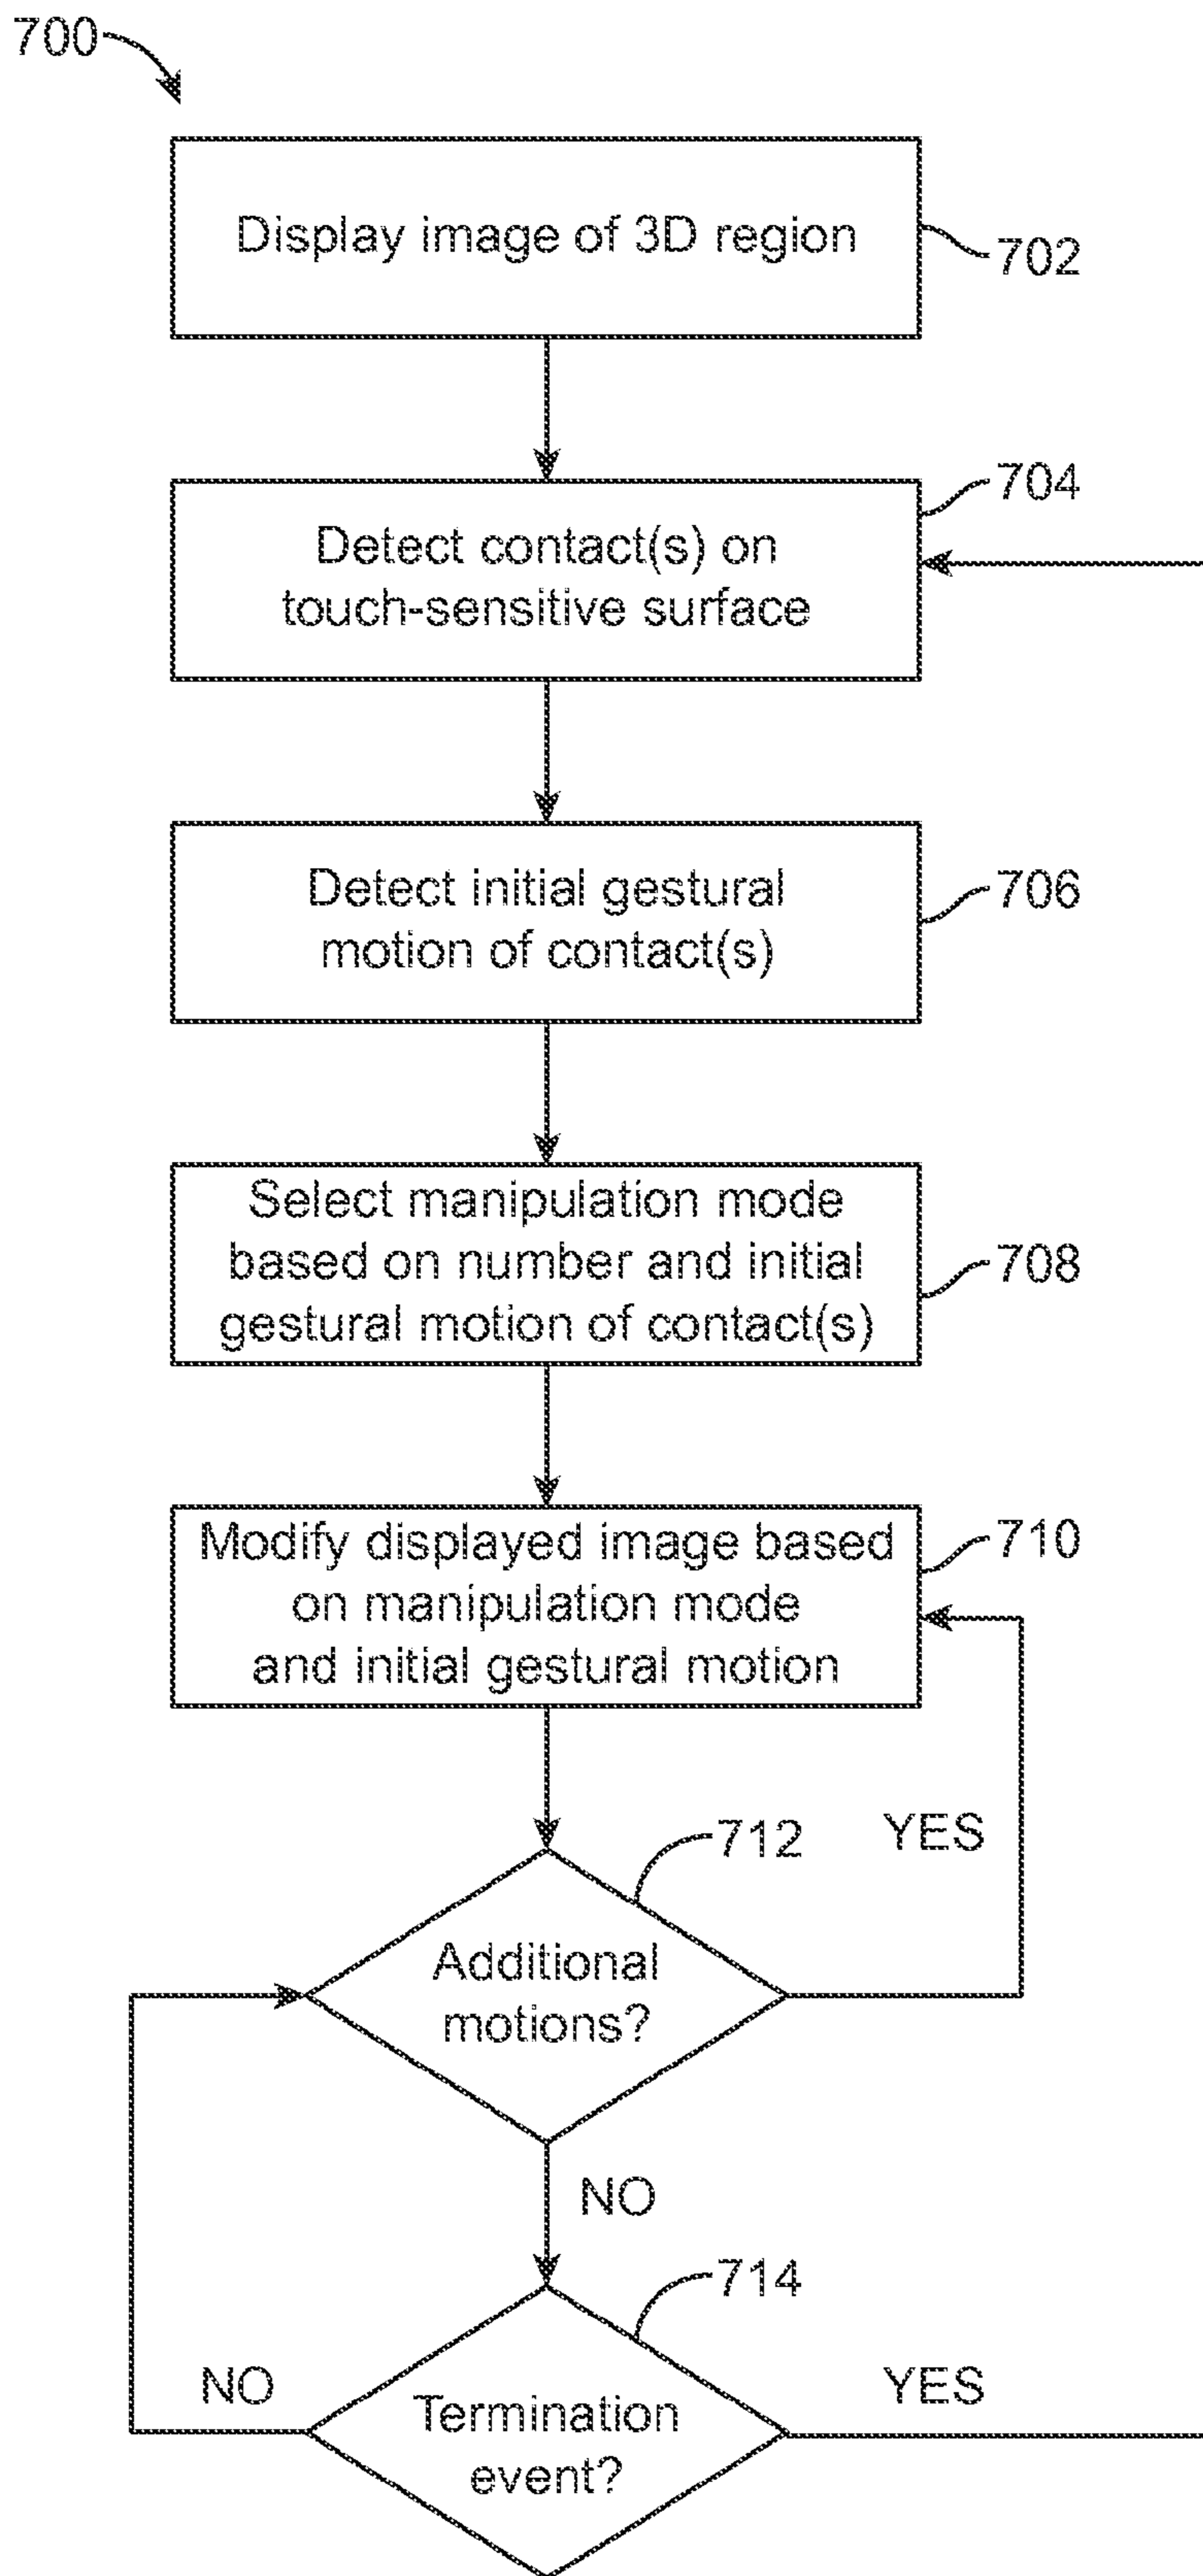 700
Display image of 3D region
702
704
Detect contact(s) on
touch-sensitive surface
Detect initial gestural
motion of contact(s)
706
Select manipulation mode
based on number and initial
gestural motion of contact(s)
708
Modify displayed image based
on manipulation mode
and initial gestural motion
710
712
YES
Additional
motions?
NO
714
NO
YES
Termination
event?